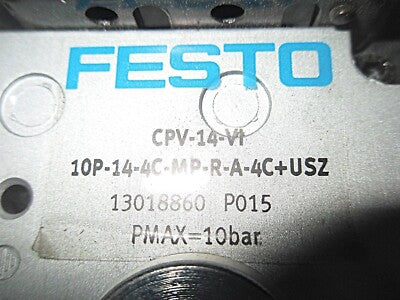 FESTO
CPV-14-VI
10P-14-4C-MP-R-A-4C+USZ
13018860 P015
PMAX=10bar